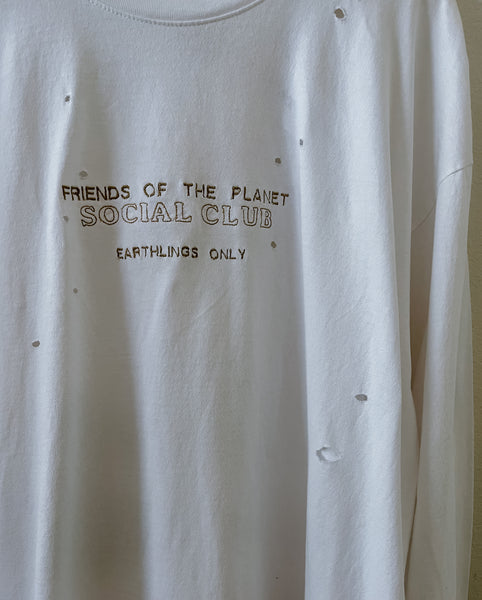 FRIENDS OF THE PLANET
SOCIAL CLUB
EARTHLINGS ONLY